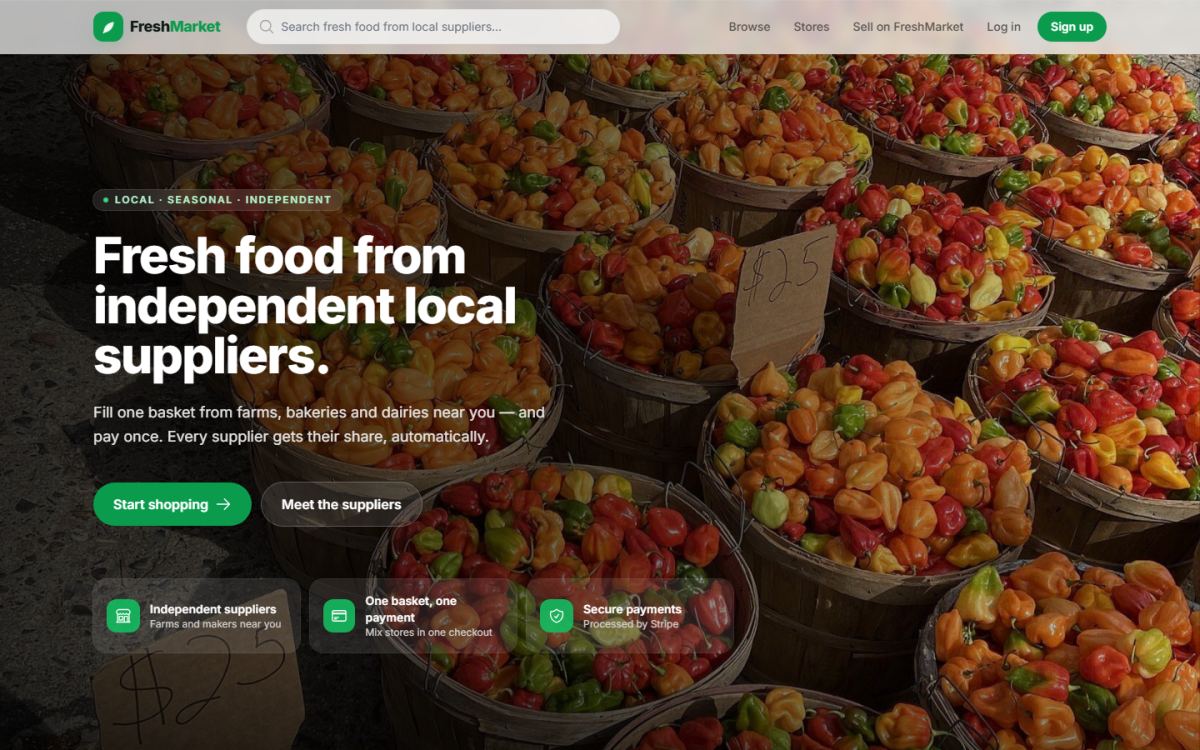 FreshMarket
Search fresh food from local suppliers...
Browse
Stores
Sell on FreshMarket
Log in
Sign up
LOCAL · SEASONAL · INDEPENDENT
Fresh food from
independent local
suppliers.
$25
Fill one basket from farms, bakeries and dairies near you — and
pay once. Every supplier gets their share, automatically.
Start shopping →
Meet the suppliers
Independent suppliers
Farms and makers near you
One basket, one
payment
Mix stores in one checkout
Secure payments
Processed by Stripe
$25